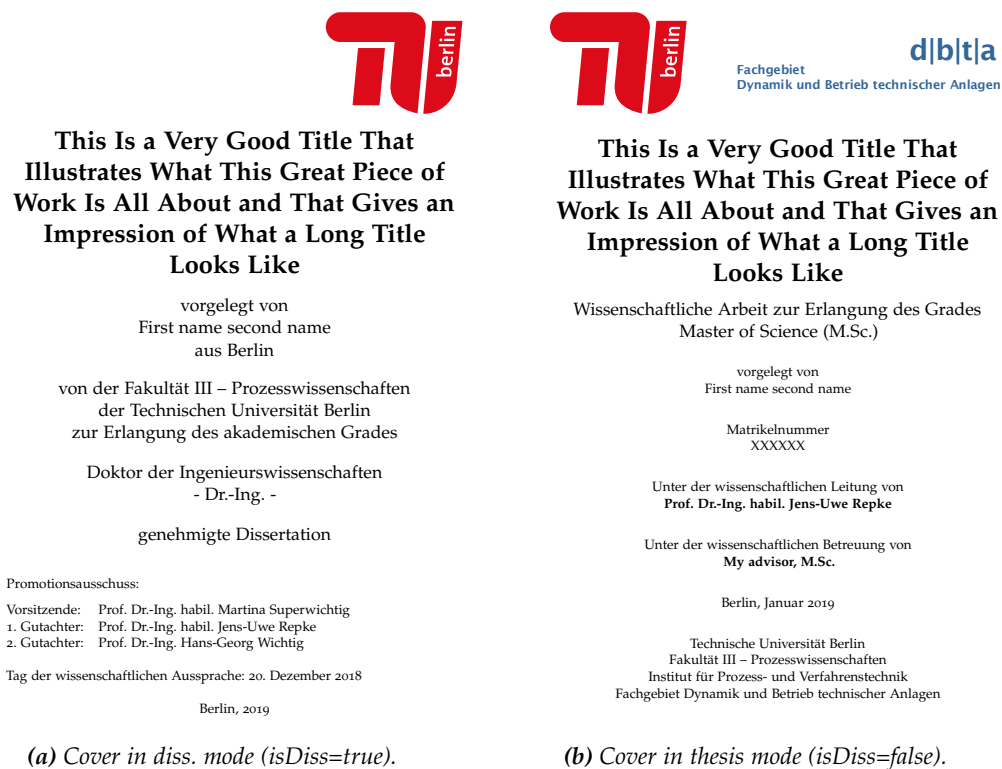 berlin
This Is a Very Good Title That
Illustrates What This Great Piece of
Work Is All About and That Gives an
Impression of What a Long Title
Looks Like
vorgelegt von
First name second name
aus Berlin
von der Fakultät III – Prozesswissenschaften
der Technischen Universität Berlin
zur Erlangung des akademischen Grades
Doktor der Ingenieurswissenschaften
- Dr.-Ing. -
genehmigte Dissertation
Promotionsausschuss:
Vorsitzende: Prof. Dr.-Ing. habil. Martina Superwichtig
1. Gutachter: Prof. Dr.-Ing. habil. Jens-Uwe Repke
2. Gutachter: Prof. Dr.-Ing. Hans-Georg Wichtig
Tag der wissenschaftlichen Aussprache: 20. Dezember 2018
Berlin, 2019
(a) Cover in diss. mode (isDiss=true).
berlin
d|b|t|a
Fachgebiet
Dynamik und Betrieb technischer Anlagen
This Is a Very Good Title That
Illustrates What This Great Piece of
Work Is All About and That Gives an
Impression of What a Long Title
Looks Like
Wissenschaftliche Arbeit zur Erlangung des Grades
Master of Science (M.Sc.)
vorgelegt von
First name second name
Matrikelnummer
XXXXXX
Unter der wissenschaftlichen Leitung von
Prof. Dr.-Ing. habil. Jens-Uwe Repke
Unter der wissenschaftlichen Betreuung von
My advisor, M.Sc.
Berlin, Januar 2019
Technische Universität Berlin
Fakultät III – Prozesswissenschaften
Institut für Prozess- und Verfahrenstechnik
Fachgebiet Dynamik und Betrieb technischer Anlagen
(b) Cover in thesis mode (isDiss=false).